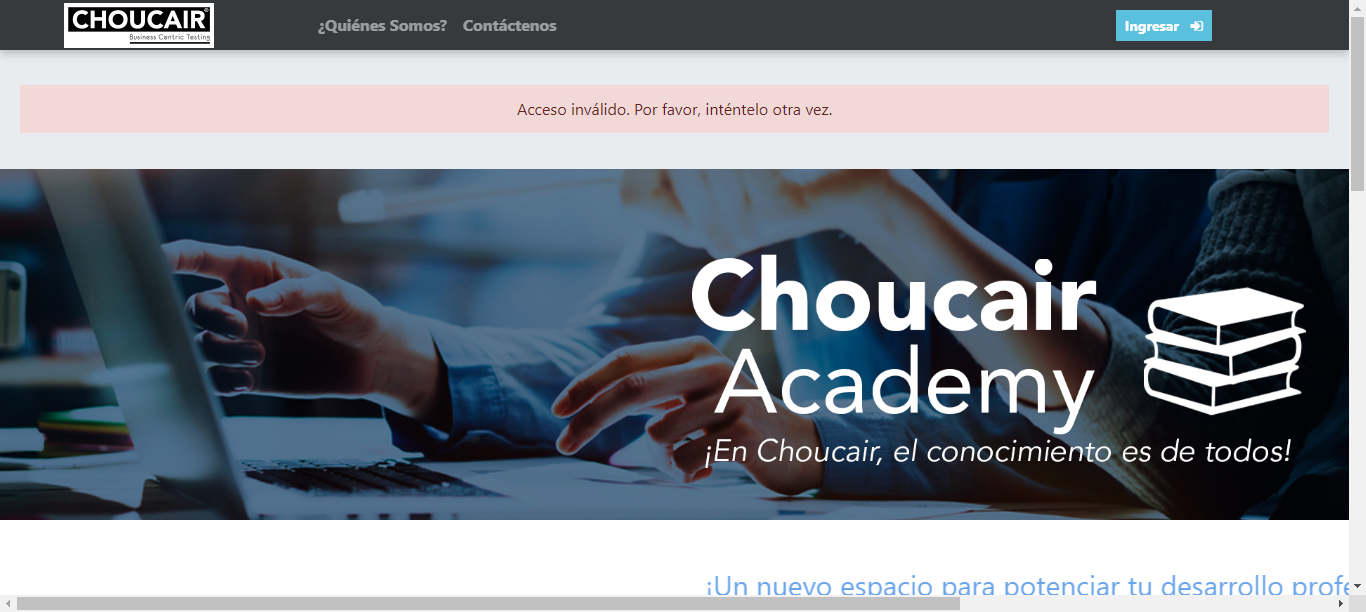 CHOUCAIR®
Business Centric Testing
¿Quiénes Somos?
Contáctenos
Ingresar
Acceso inválido. Por favor, inténtelo otra vez.
Choucair
Academy
¡En Choucair, el conocimiento es de todos!
¡Un nuevo espacio para potenciar tu desarrollo profe